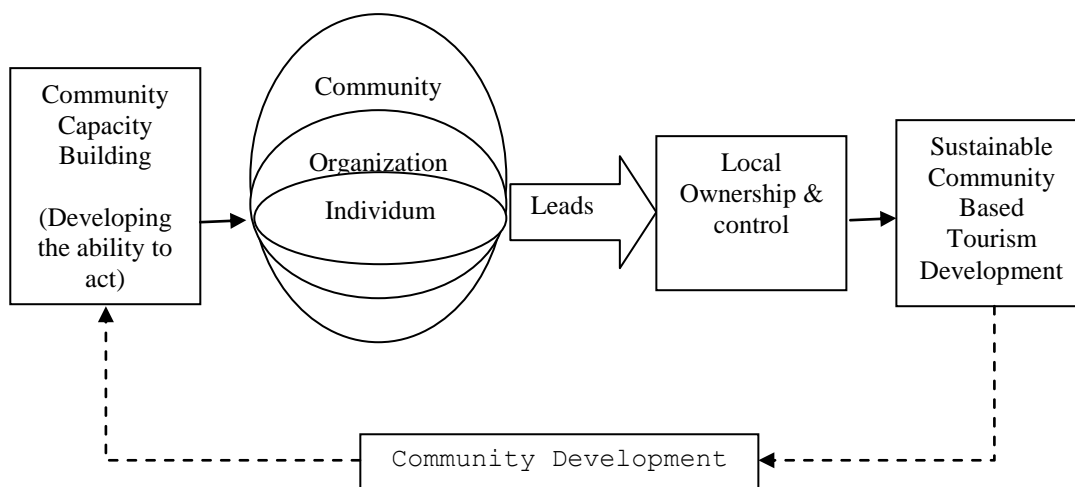 Community
Capacity
Building
(Developing
the ability to
act)
Community
Organization
Individum
Leads
Local
Ownership &
control
Sustainable
Community
Based
Tourism
Development
Community Development